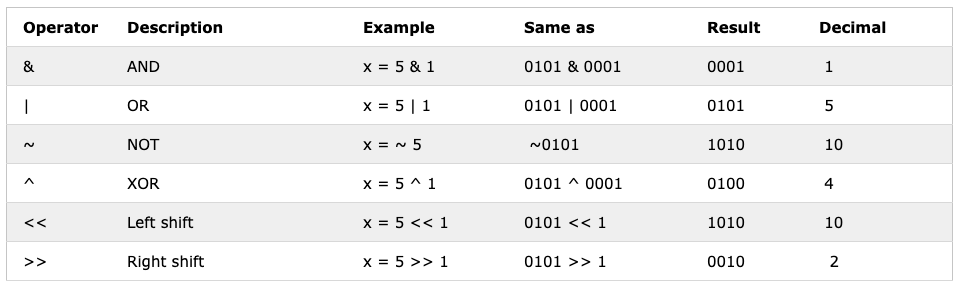 Operator Description Example Same as Result Decimal
& AND x = 5 & 1 0101 & 0001 0001 1
| OR x = 5 | 1 0101 | 0001 0101 5
~ NOT x = ~ 5 ~0101 1010 10
^ XOR x = 5 ^ 1 0101 ^ 0001 0100 4
<< Left shift x = 5 << 1 0101 << 1 1010 10
>> Right shift x = 5 >> 1 0101 >> 1 0010 2